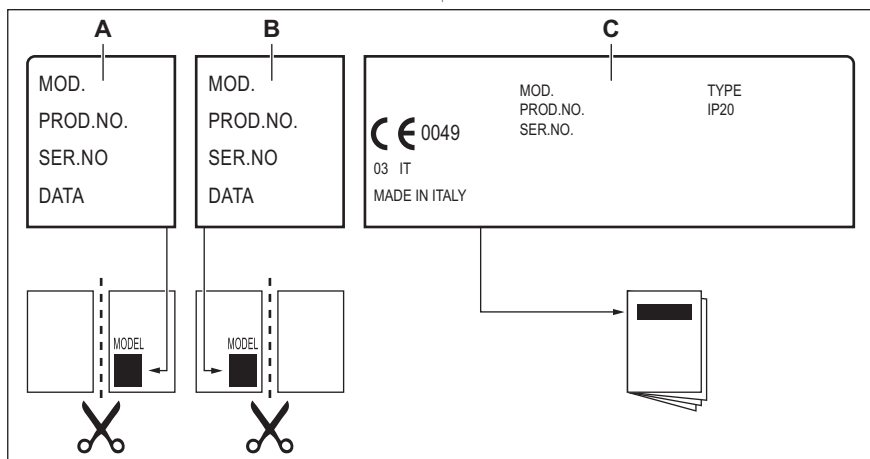 A
B
C
MOD.
PROD.NO.
SER.NO
DATA
MOD.
PROD.NO.
SER.NO
DATA
CE 0049
03 IT
MADE IN ITALY
MOD.
PROD.NO.
SER.NO.
TYPE
IP20
MODEL
MODEL